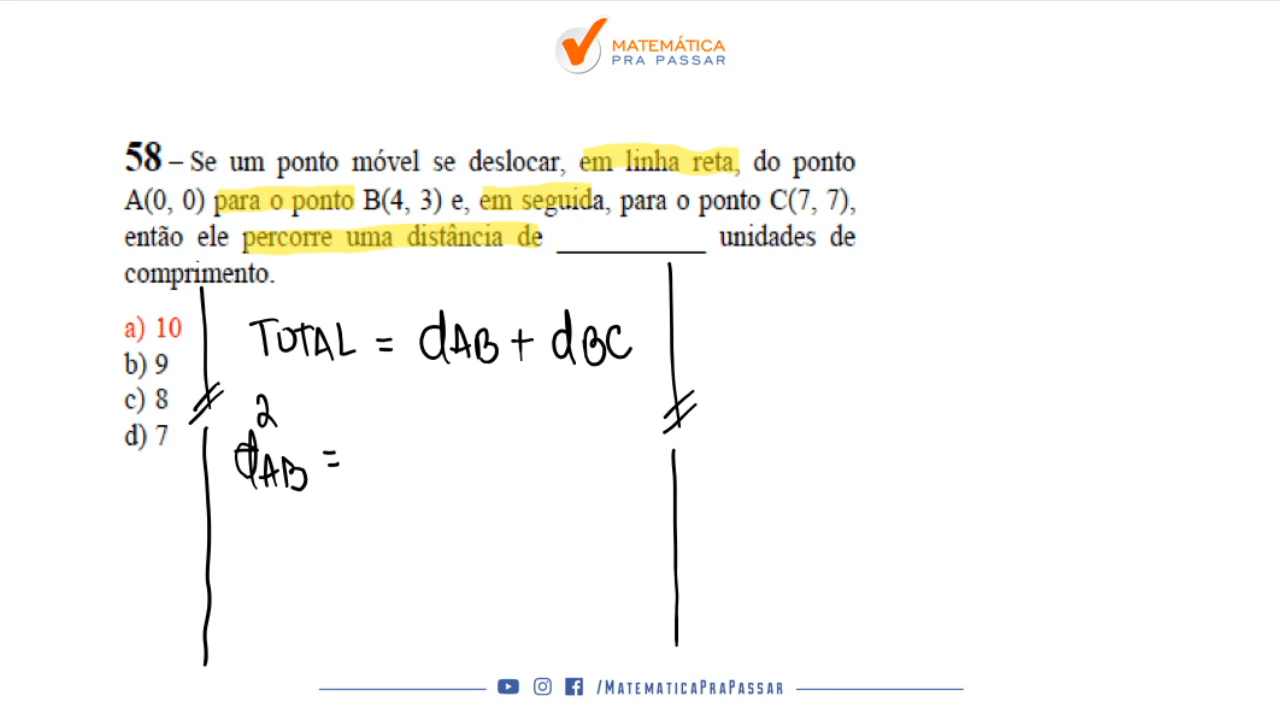 MATEMÁTICA
PRA PASSAR
58 – Se um ponto móvel se deslocar, em linha reta, do ponto
A(0, 0) para o ponto B(4, 3) e, em seguida, para o ponto C(7, 7),
então ele percorre uma distância de __________ unidades de
comprimento.
a) 10
b) 9
c) 8
d) 7
TOTAL = dAB + dBC
d²AB =
/MATEMATICAPRAPASSAR